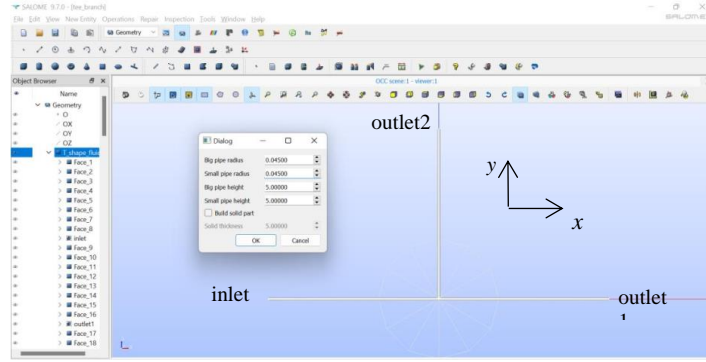 SALOME 9.7.0 - [tee_branch]
File Edit View New Entity Operations Repair Inspection Tools Window Help
Geometry
Object Browser
OCC scene:1 - viewer:1
Name
Geometry
O
OX
OY
OZ
T_shape_fluid
Face_1
Face_2
Face_3
Face_4
Face_5
Face_6
Face_7
Face_8
inlet
Face_9
Face_10
Face_11
Face_12
Face_13
Face_14
Face_15
Face_16
outlet1
Face_17
Face_18
Dialog
Big pipe radius 0.04500
Small pipe radius 0.04500
Big pipe height 5.00000
Small pipe height 5.00000
Build solid part
Solid thickness 5.00000
OK Cancel
outlet2
y
x
inlet
outlet
1